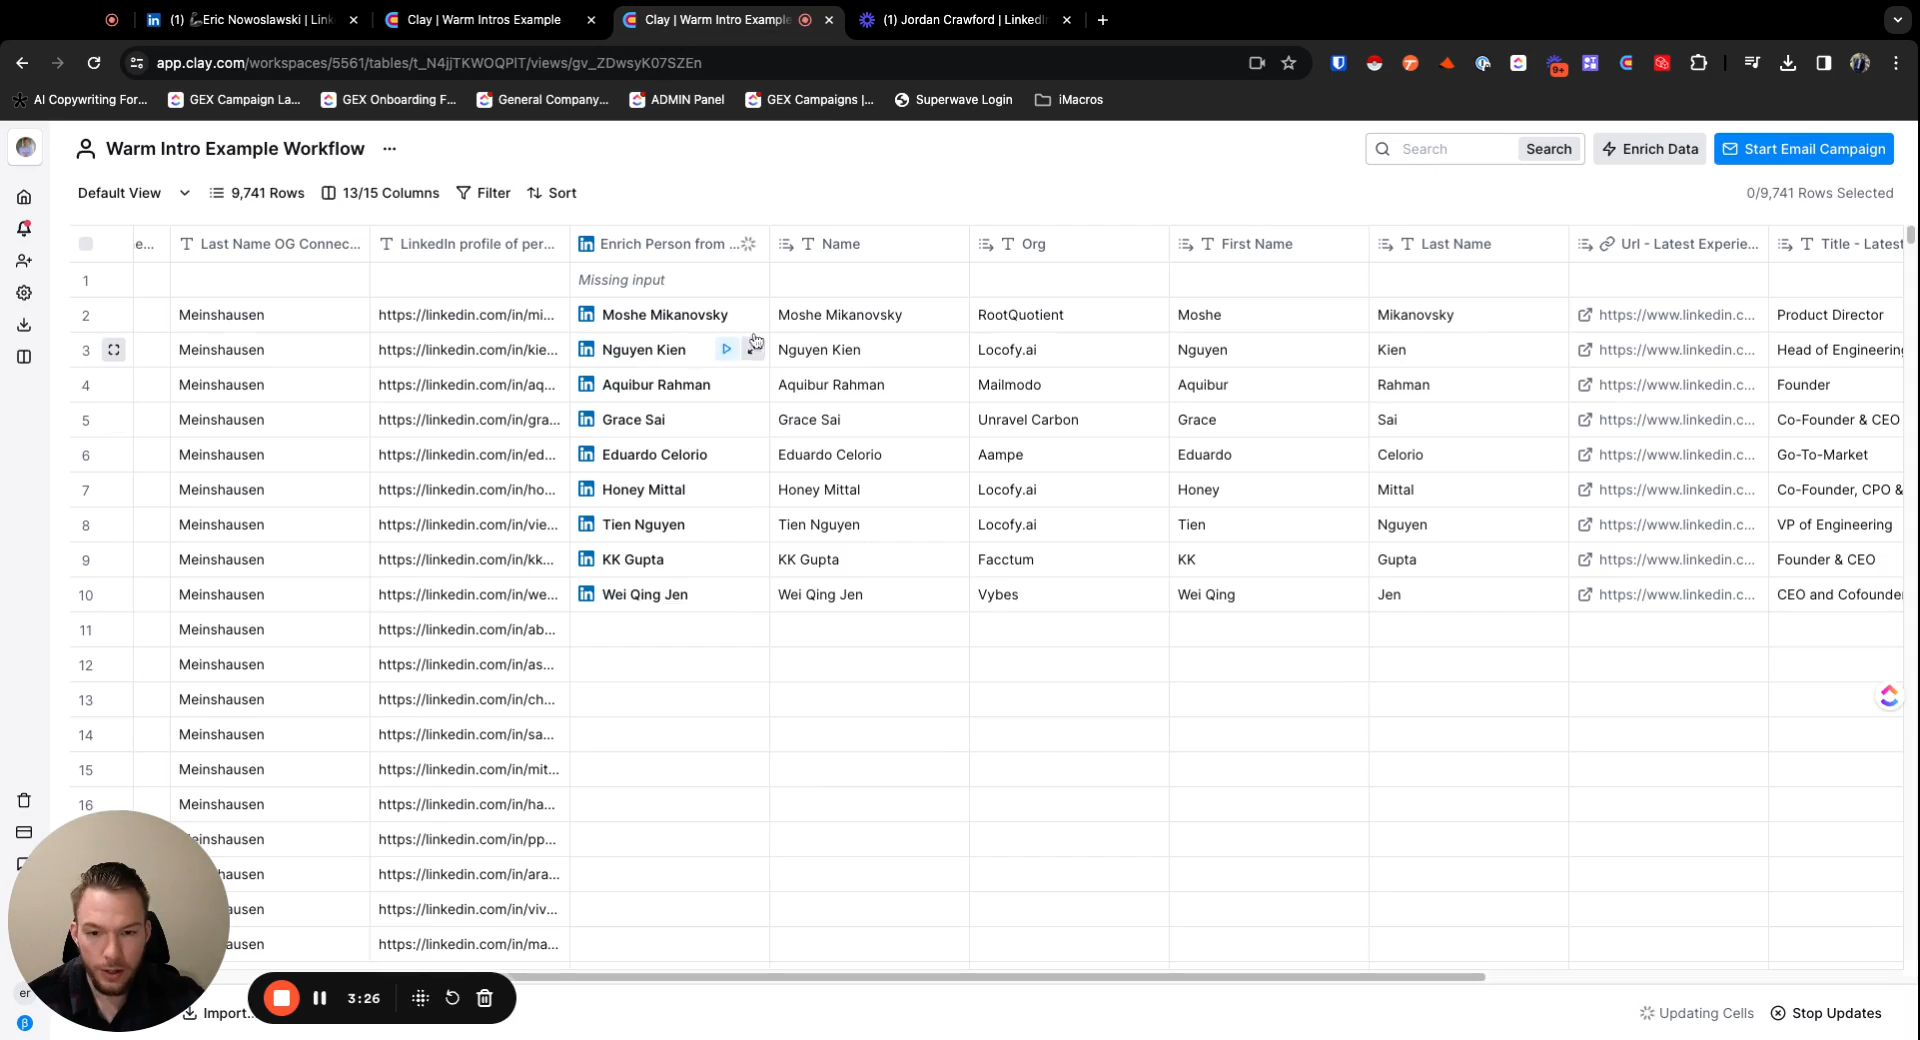 (1) 🦾Eric Nowoslawski | Link
Clay | Warm Intros Example
Clay | Warm Intro Example
(1) Jordan Crawford | LinkedIn
app.clay.com/workspaces/5561/tables/t_N4jjTKWOQPIT/views/gv_ZDwsyK07SZEn
9+
AI Copywriting For...
GEX Campaign La...
GEX Onboarding F...
General Company...
ADMIN Panel
GEX Campaigns |...
Superwave Login
iMacros
Warm Intro Example Workflow ...
Search
Search
Enrich Data
Start Email Campaign
Default View
9,741 Rows
13/15 Columns
Filter
Sort
0/9,741 Rows Selected
e... Last Name OG Connec... LinkedIn profile of per... Enrich Person from ... Name Org First Name Last Name Url - Latest Experie... Title - Latest
1 Missing input
2 Meinshausen https://linkedin.com/in/mi... Moshe Mikanovsky Moshe Mikanovsky RootQuotient Moshe Mikanovsky https://www.linkedin.c... Product Director
3 Meinshausen https://linkedin.com/in/kie... Nguyen Kien Nguyen Kien Locofy.ai Nguyen Kien https://www.linkedin.c... Head of Engineering
4 Meinshausen https://linkedin.com/in/aq... Aquibur Rahman Aquibur Rahman Mailmodo Aquibur Rahman https://www.linkedin.c... Founder
5 Meinshausen https://linkedin.com/in/gra... Grace Sai Grace Sai Unravel Carbon Grace Sai https://www.linkedin.c... Co-Founder & CEO
6 Meinshausen https://linkedin.com/in/ed... Eduardo Celorio Eduardo Celorio Aampe Eduardo Celorio https://www.linkedin.c... Go-To-Market
7 Meinshausen https://linkedin.com/in/ho... Honey Mittal Honey Mittal Locofy.ai Honey Mittal https://www.linkedin.c... Co-Founder, CPO &
8 Meinshausen https://linkedin.com/in/vie... Tien Nguyen Tien Nguyen Locofy.ai Tien Nguyen https://www.linkedin.c... VP of Engineering
9 Meinshausen https://linkedin.com/in/kk... KK Gupta KK Gupta Facctum KK Gupta https://www.linkedin.c... Founder & CEO
10 Meinshausen https://linkedin.com/in/we... Wei Qing Jen Wei Qing Jen Vybes Wei Qing Jen https://www.linkedin.c... CEO and Cofounder
11 Meinshausen https://linkedin.com/in/ab...
12 Meinshausen https://linkedin.com/in/as...
13 Meinshausen https://linkedin.com/in/ch...
14 Meinshausen https://linkedin.com/in/sa...
15 Meinshausen https://linkedin.com/in/mit...
16 Meinshausen https://linkedin.com/in/ha...
einshausen https://linkedin.com/in/pp...
hausen https://linkedin.com/in/ara...
hausen https://linkedin.com/in/viv...
hausen https://linkedin.com/in/ma...
er
3:26
β
Import...
Updating Cells
Stop Updates